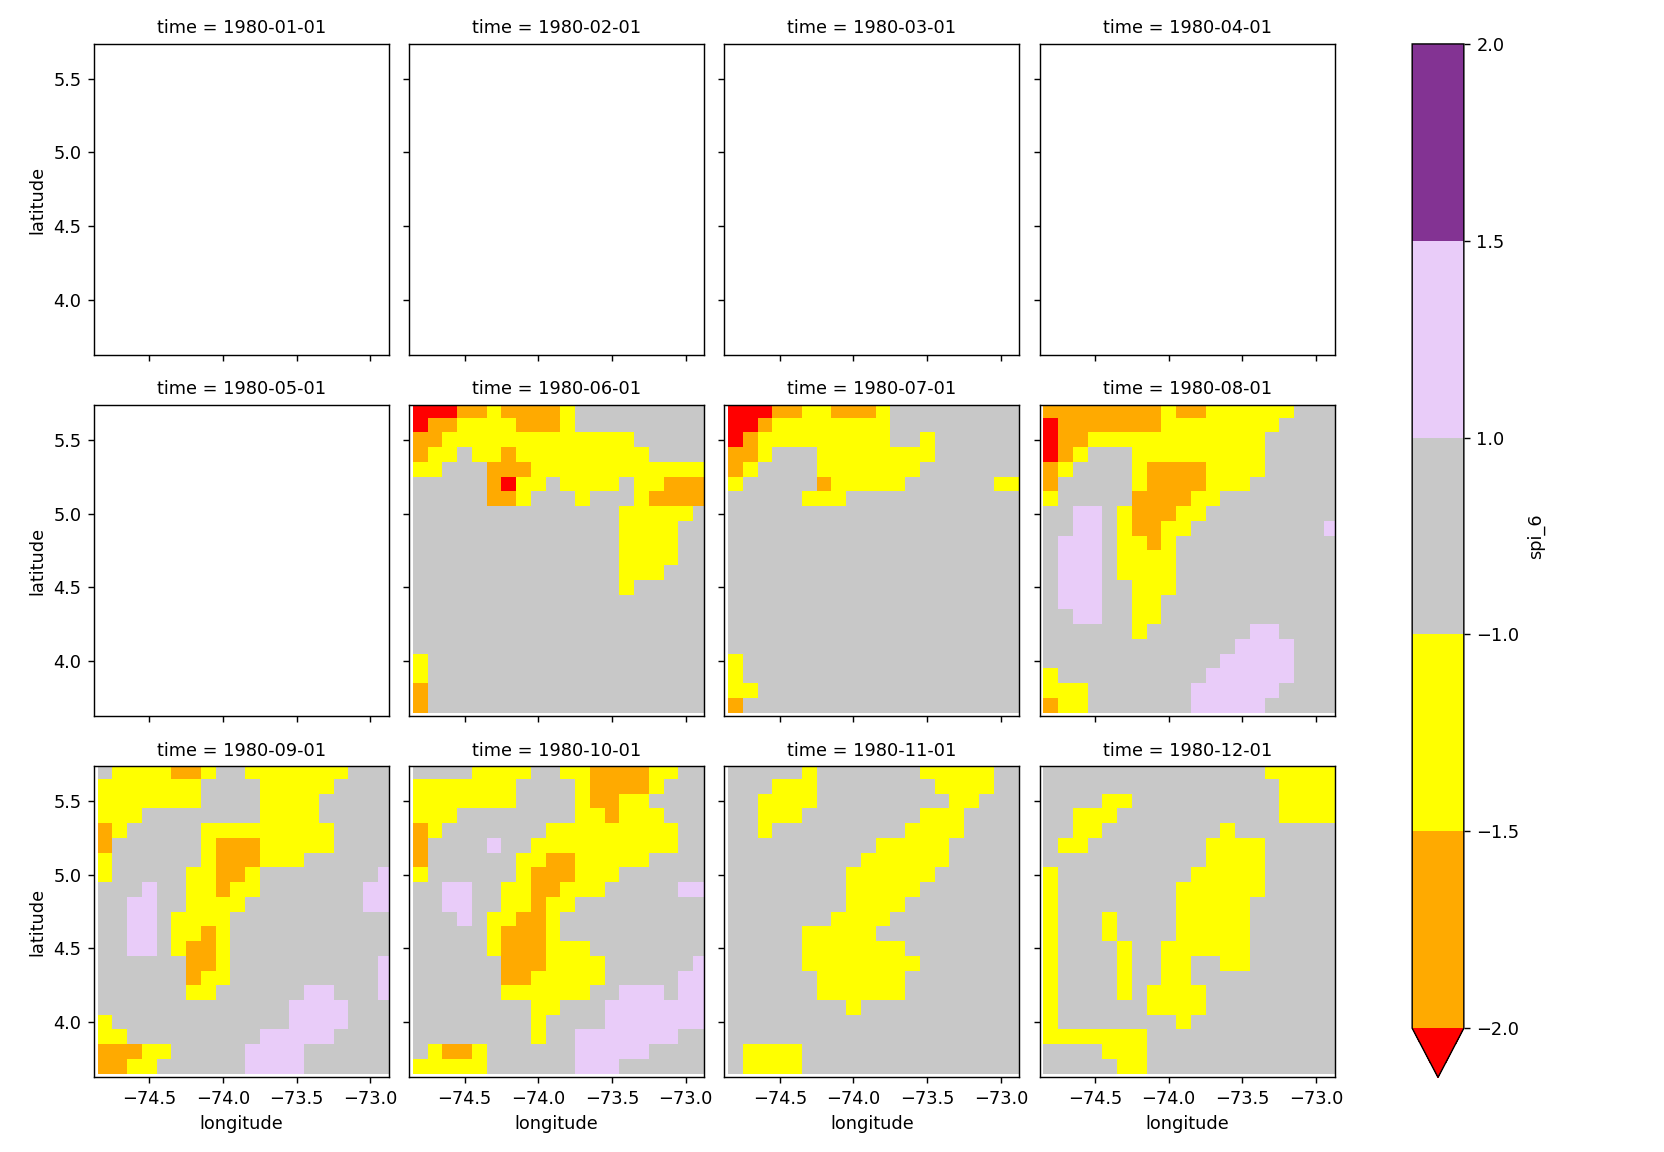 time = 1980-01-01
time = 1980-02-01
time = 1980-03-01
time = 1980-04-01
latitude
5.5
5.0
4.5
4.0
time = 1980-05-01
time = 1980-06-01
time = 1980-07-01
time = 1980-08-01
latitude
5.5
5.0
4.5
4.0
time = 1980-09-01
time = 1980-10-01
time = 1980-11-01
time = 1980-12-01
latitude
5.5
5.0
4.5
4.0
−74.5 −74.0 −73.5 −73.0
longitude
−74.5 −74.0 −73.5 −73.0
longitude
−74.5 −74.0 −73.5 −73.0
longitude
−74.5 −74.0 −73.5 −73.0
longitude
2.0
1.5
1.0
−1.0
−1.5
−2.0
spi_6